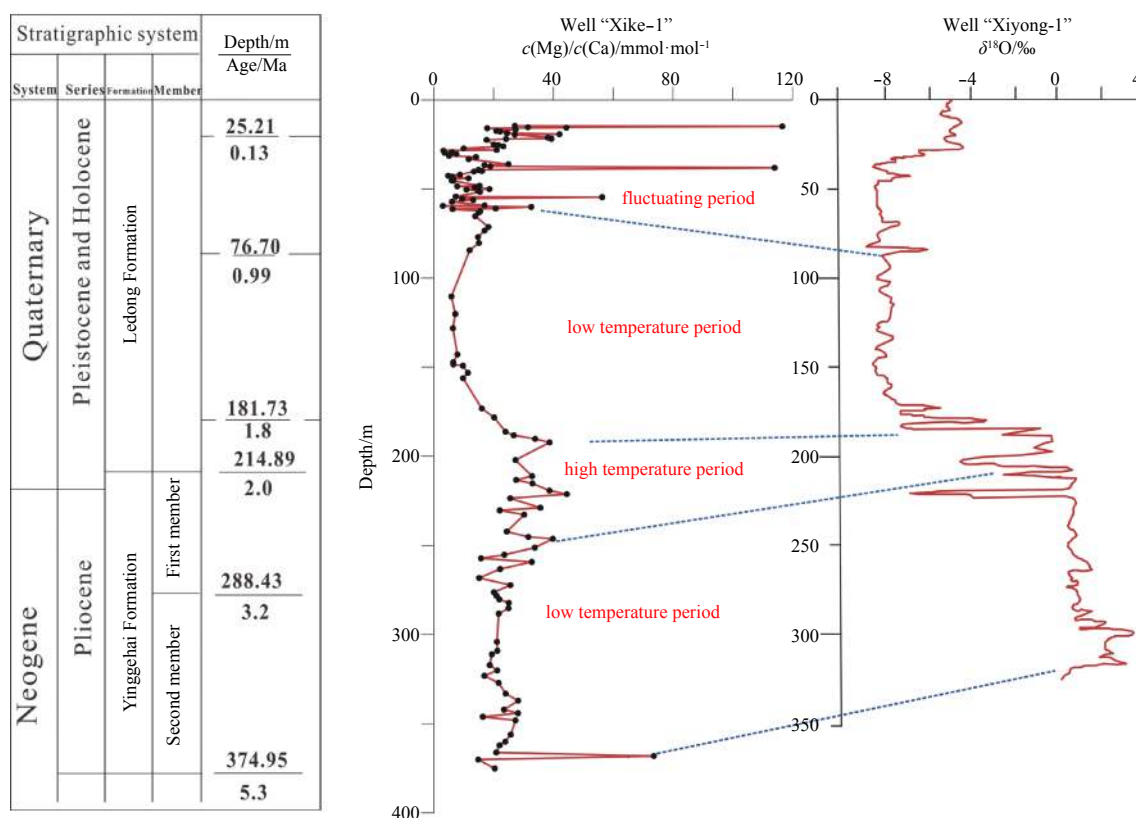 Stratigraphic system
Depth/m
Age/Ma
System Series Formation Member
Quaternary
Neogene
Pleistocene and Holocene
Pliocene
Ledong Formation
Yinggehai Formation
First member
Second member
25.21
0.13
76.70
0.99
181.73
1.8
214.89
2.0
288.43
3.2
374.95
5.3
Well “Xike-1”
c(Mg)/c(Ca)/mmol·mol⁻¹
0 40 80 120
Depth/m
0
100
200
300
400
fluctuating period
low temperature period
high temperature period
low temperature period
Well “Xiyong-1”
δ¹⁸O/‰
-8 -4 0 4
0
50
100
150
200
250
300
350